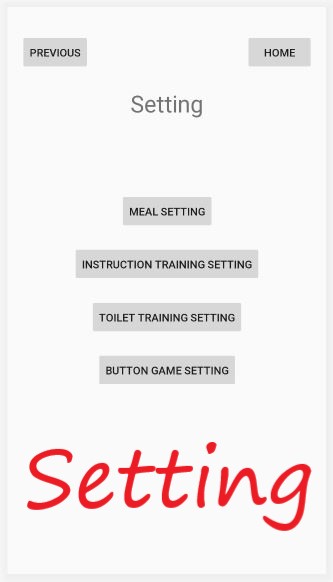 PREVIOUS HOME
Setting
MEAL SETTING
INSTRUCTION TRAINING SETTING
TOILET TRAINING SETTING
BUTTON GAME SETTING
Setting